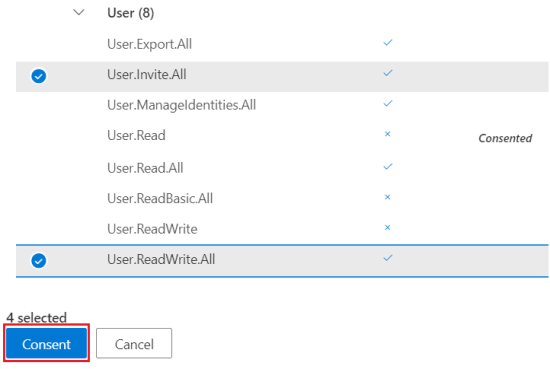 User (8)
User.Export.All
User.Invite.All
User.ManageIdentities.All
User.Read Consented
User.Read.All
User.ReadBasic.All
User.ReadWrite
User.ReadWrite.All
4 selected
Consent Cancel